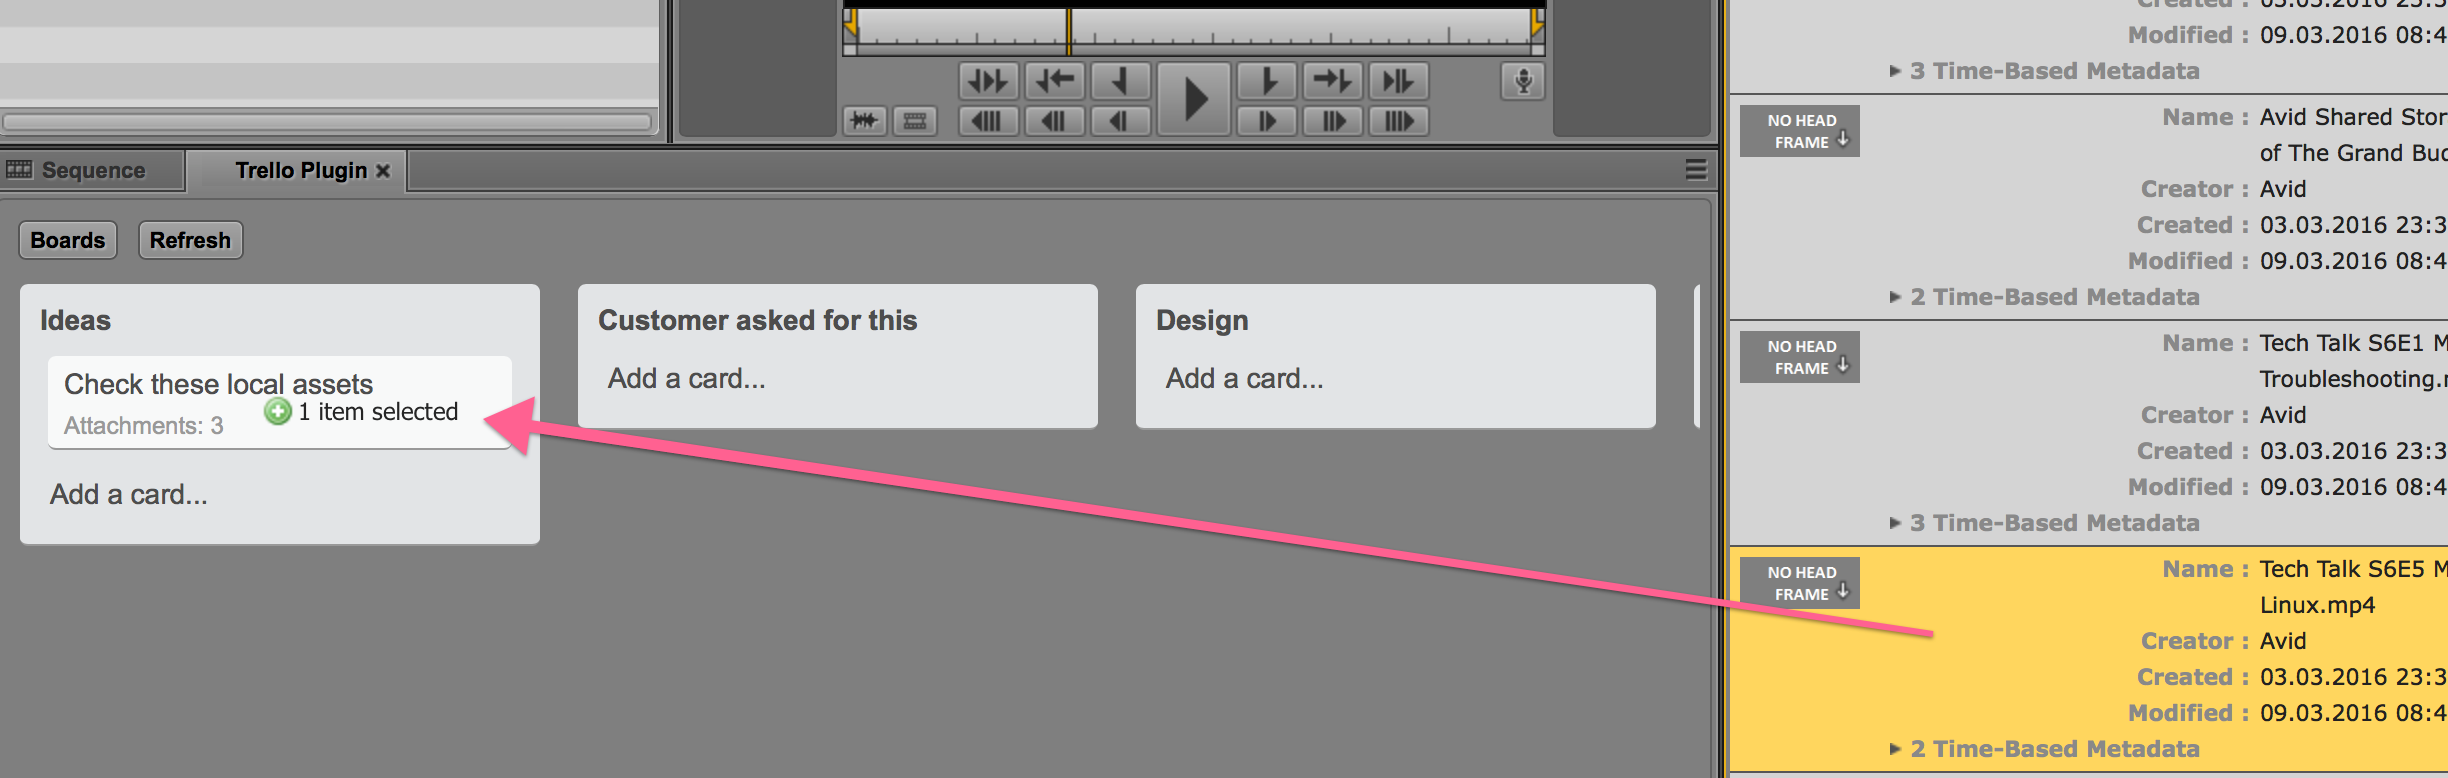 Sequence
Trello Plugin
Boards
Refresh
Ideas
Check these local assets
1 item selected
Attachments: 3
Add a card...
Customer asked for this
Add a card...
Design
Add a card...
Modified : 09.03.2016 08:4
3 Time-Based Metadata
NO HEAD
FRAME
Name : Avid Shared Stor
of The Grand Bud
Creator : Avid
Created : 03.03.2016 23:3
Modified : 09.03.2016 08:4
2 Time-Based Metadata
NO HEAD
FRAME
Name : Tech Talk S6E1 M
Troubleshooting.
Creator : Avid
Created : 03.03.2016 23:3
Modified : 09.03.2016 08:4
3 Time-Based Metadata
NO HEAD
FRAME
Name : Tech Talk S6E5 M
Linux.mp4
Creator : Avid
Created : 03.03.2016 23:3
Modified : 09.03.2016 08:4
2 Time-Based Metadata